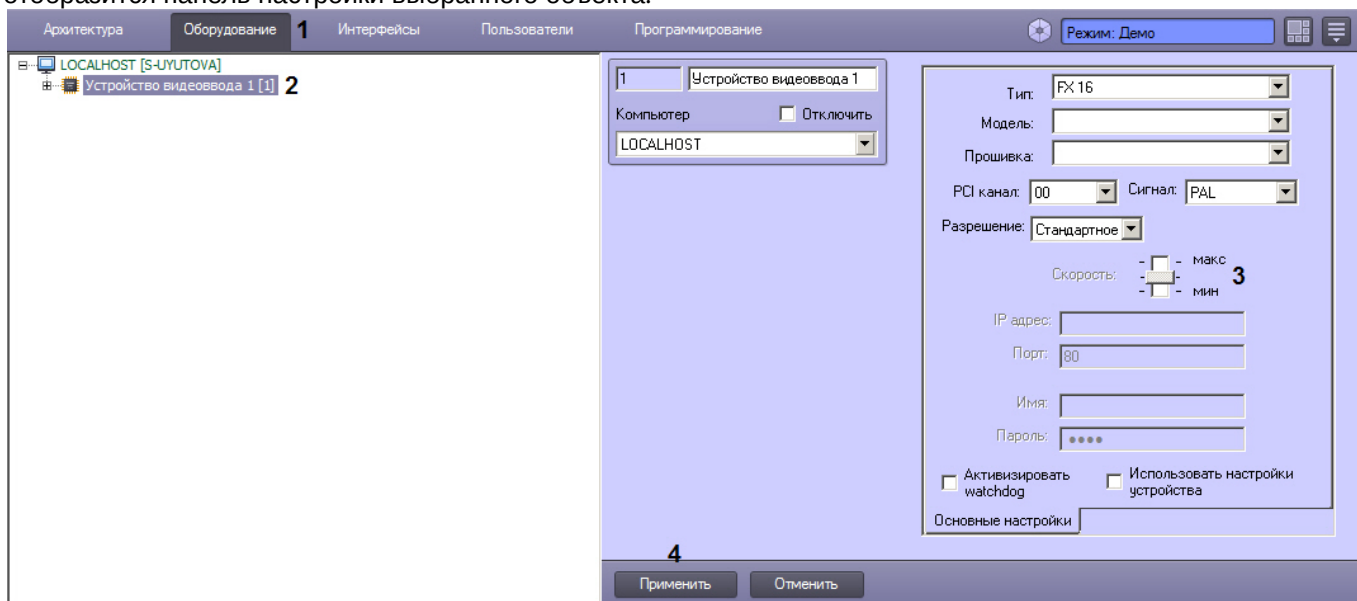 отобразится панель настройки выбранного объекта.
Архитектура Оборудование 1 Интерфейсы Пользователи Программирование Режим: Демо
LOCALHOST [S-UYUTOVA]
Устройство видеоввода 1 [1] 2
1 Устройство видеоввода 1
Компьютер Отключить
LOCALHOST
Тип: FX 16
Модель:
Прошивка:
PCI канал: 00 Сигнал: PAL
Разрешение: Стандартное
Скорость: макс
мин
3
IP адрес:
Порт: 80
Имя:
Пароль: ●●●●
Активизировать watchdog
Использовать настройки устройства
Основные настройки
4
Применить Отменить